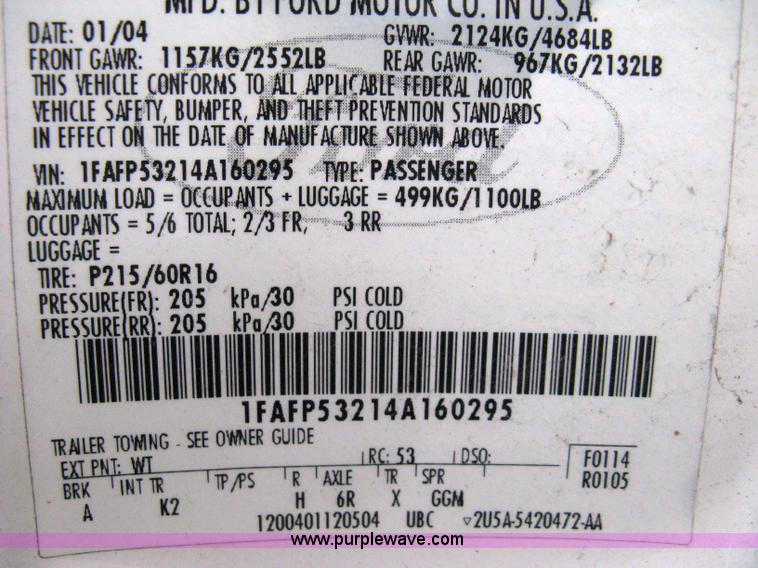 MFD. BY FORD MOTOR CO. IN U.S.A.
DATE: 01/04 GVWR: 2124KG/4684LB
FRONT GAWR: 1157KG/2552LB REAR GAWR: 967KG/2132LB
THIS VEHICLE CONFORMS TO ALL APPLICABLE FEDERAL MOTOR
VEHICLE SAFETY, BUMPER, AND THEFT PREVENTION STANDARDS
IN EFFECT ON THE DATE OF MANUFACTURE SHOWN ABOVE.
VIN: 1FAFP53214A160295 TYPE: PASSENGER
MAXIMUM LOAD = OCCUPANTS + LUGGAGE = 499KG/1100LB
OCCUPANTS = 5/6 TOTAL; 2/3 FR, 3 RR
LUGGAGE =
TIRE: P215/60R16
PRESSURE(FR): 205 kPa/30 PSI COLD
PRESSURE(RR): 205 kPa/30 PSI COLD
1FAFP53214A160295
TRAILER TOWING - SEE OWNER GUIDE
EXT PNT: WT RC: 53 DSO: F0114
BRK INT TR TP/PS R AXLE TR SPR R0105
A K2 H 6R X GGM
1200401120504 UBC 2U5A-5420472-AA
www.purplewave.com